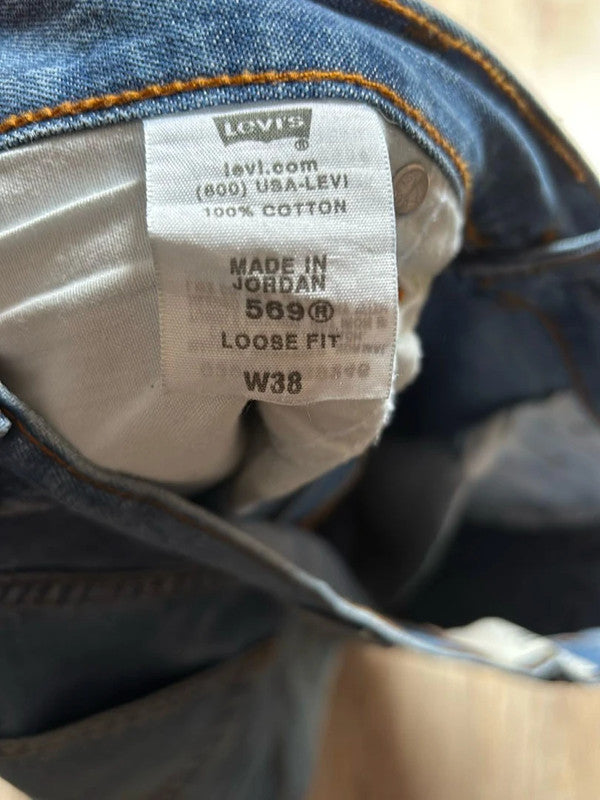 LEVI'S
®
levi.com
(800) USA-LEVI
100% COTTON
MADE IN
JORDAN
569®
LOOSE FIT
W38